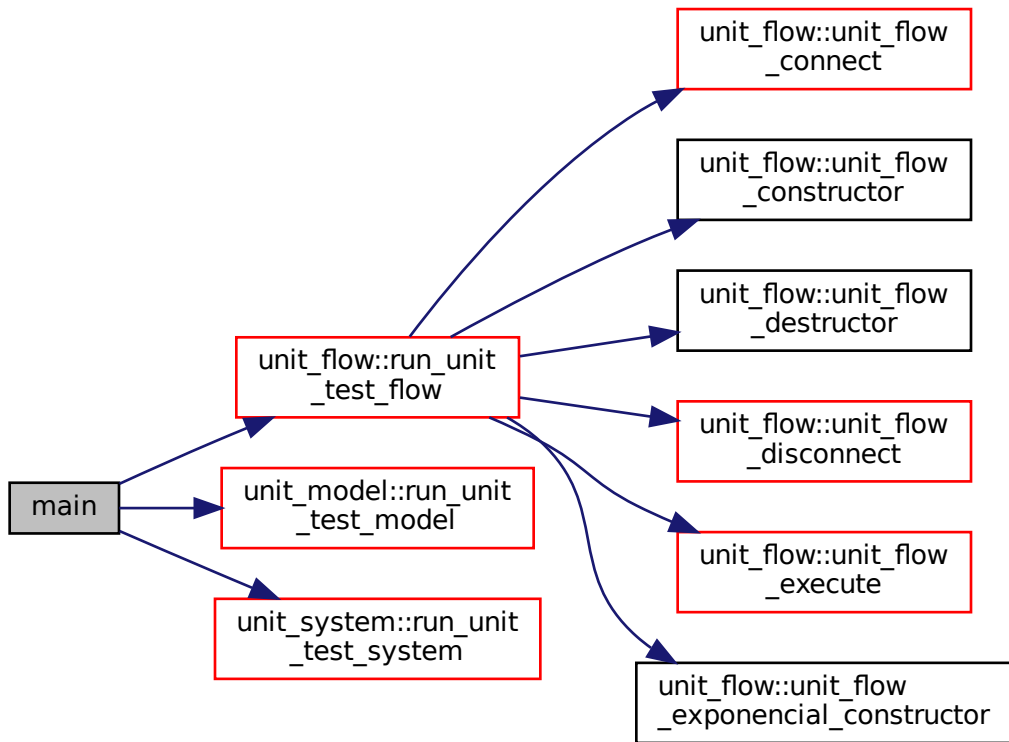 unit_flow::unit_flow
_connect
unit_flow::unit_flow
_constructor
unit_flow::unit_flow
_destructor
unit_flow::run_unit
_test_flow
unit_flow::unit_flow
_disconnect
main
unit_model::run_unit
_test_model
unit_flow::unit_flow
_execute
unit_system::run_unit
_test_system
unit_flow::unit_flow
_exponencial_constructor